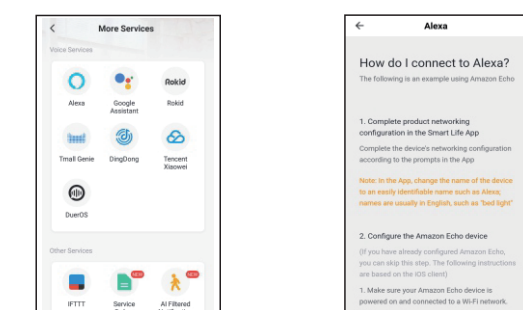 More Services
Voice Services
Alexa
Google
Assistant
Rokid
Rokid
Tmall Genie
DingDong
Tencent
Xiaowei
DuerOS
Other Services
NEW
NEW
IFTTT
Service
AI Filtered
Alexa
How do I connect to Alexa?
The following is an example using Amazon Echo
1. Complete product networking
configuration in the Smart Life App
Complete the device's networking configuration
according to the prompts in the App
Note: In the App, change the name of the device
to an easily identifiable name such as Alexa;
names are usually in English, such as "bed light"
2. Configure the Amazon Echo device
(If you have already configured Amazon Echo,
you can skip this step. The following instructions
are based on the iOS client)
1. Make sure your Amazon Echo device is
powered on and connected to a Wi-Fi network.